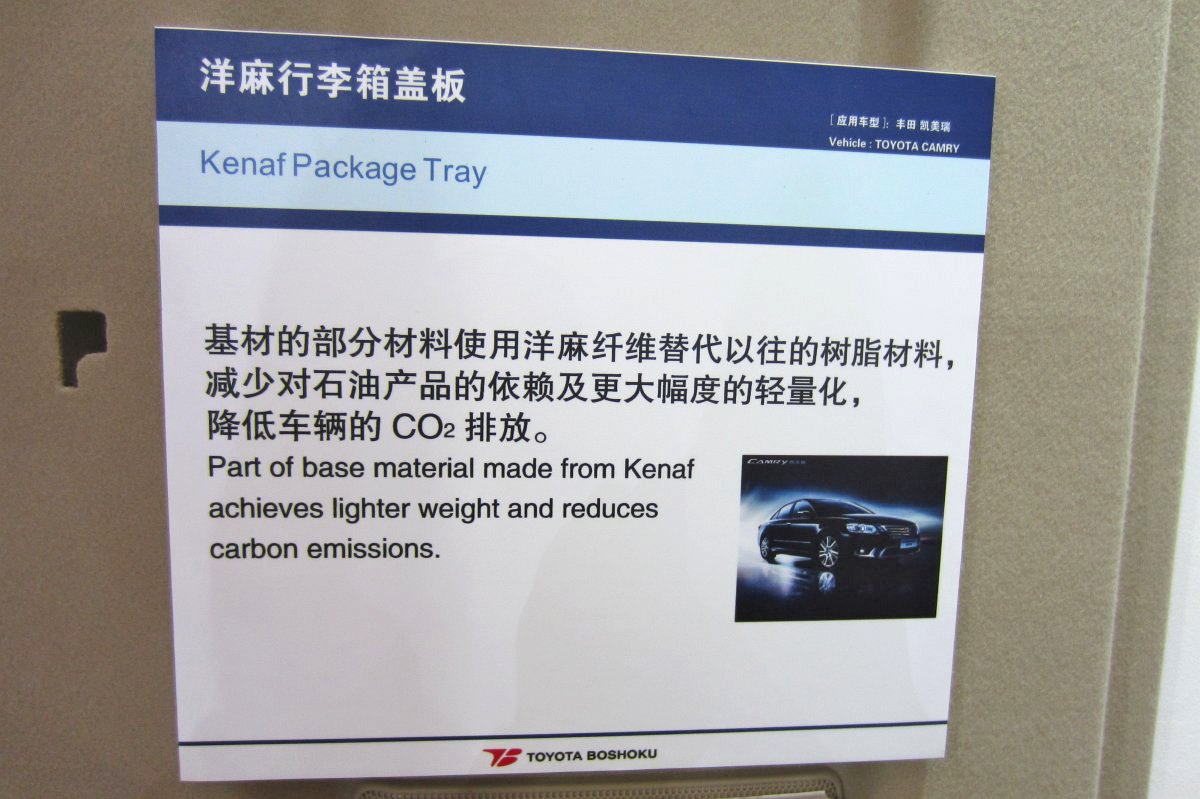 洋麻行李箱盖板
[ 应用车型 ]: 丰田 凯美瑞
Vehicle : TOYOTA CAMRY
Kenaf Package Tray
基材的部分材料使用洋麻纤维替代以往的树脂材料，
减少对石油产品的依赖及更大幅度的轻量化，
降低车辆的 CO2 排放。
Part of base material made from Kenaf
achieves lighter weight and reduces
carbon emissions.
CAMRY
TOYOTA BOSHOKU